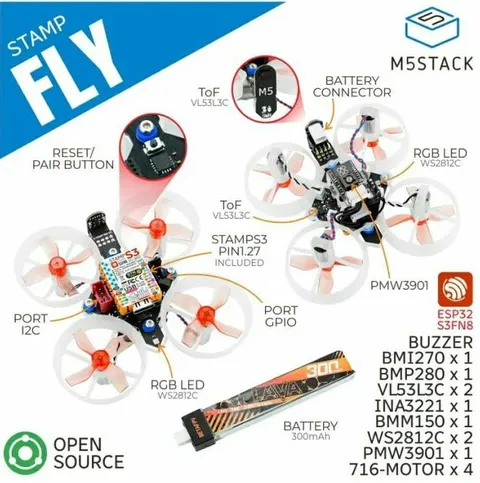 STAMP
FLY
M5STACK
ToF
VL53L3C
M5
BATTERY
CONNECTOR
RESET/
PAIR BUTTON
RGB LED
WS2812C
ToF
VL53L3C
STAMPS3
PIN1.27
INCLUDED
STAMP
S3
PMW3901
PORT
I2C
PORT
GPIO
ESP32
S3FN8
RGB LED
WS2812C
300
BATTERY
300mAh
BUZZER
BMI270 x 1
BMP280 x 1
VL53L3C x 2
INA3221 x 1
BMM150 x 1
WS2812C x 2
PMW3901 x 1
716-MOTOR x 4
OPEN
SOURCE